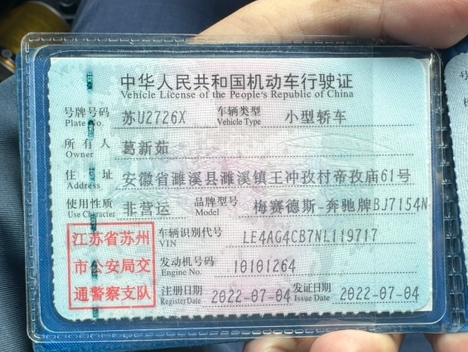 中华人民共和国机动车行驶证
Vehicle License of the People's Republic of China
号牌号码 苏U2726X 车辆类型 小型轿车
Plate No. Vehicle Type
所有人 葛新茹
Owner
住址 安徽省濉溪县濉溪镇王冲孜村帝孜庙61号
Address
使用性质 非营运 品牌型号 梅赛德斯-奔驰牌BJ7154N
Use Character Model
江苏省苏州 车辆识别代号 LE4AG4CB7NL119717
VIN
市公安局交 发动机号码 10101264
Engine No.
通警察支队 注册日期 2022-07-04 发证日期 2022-07-04
Register Date Issue Date